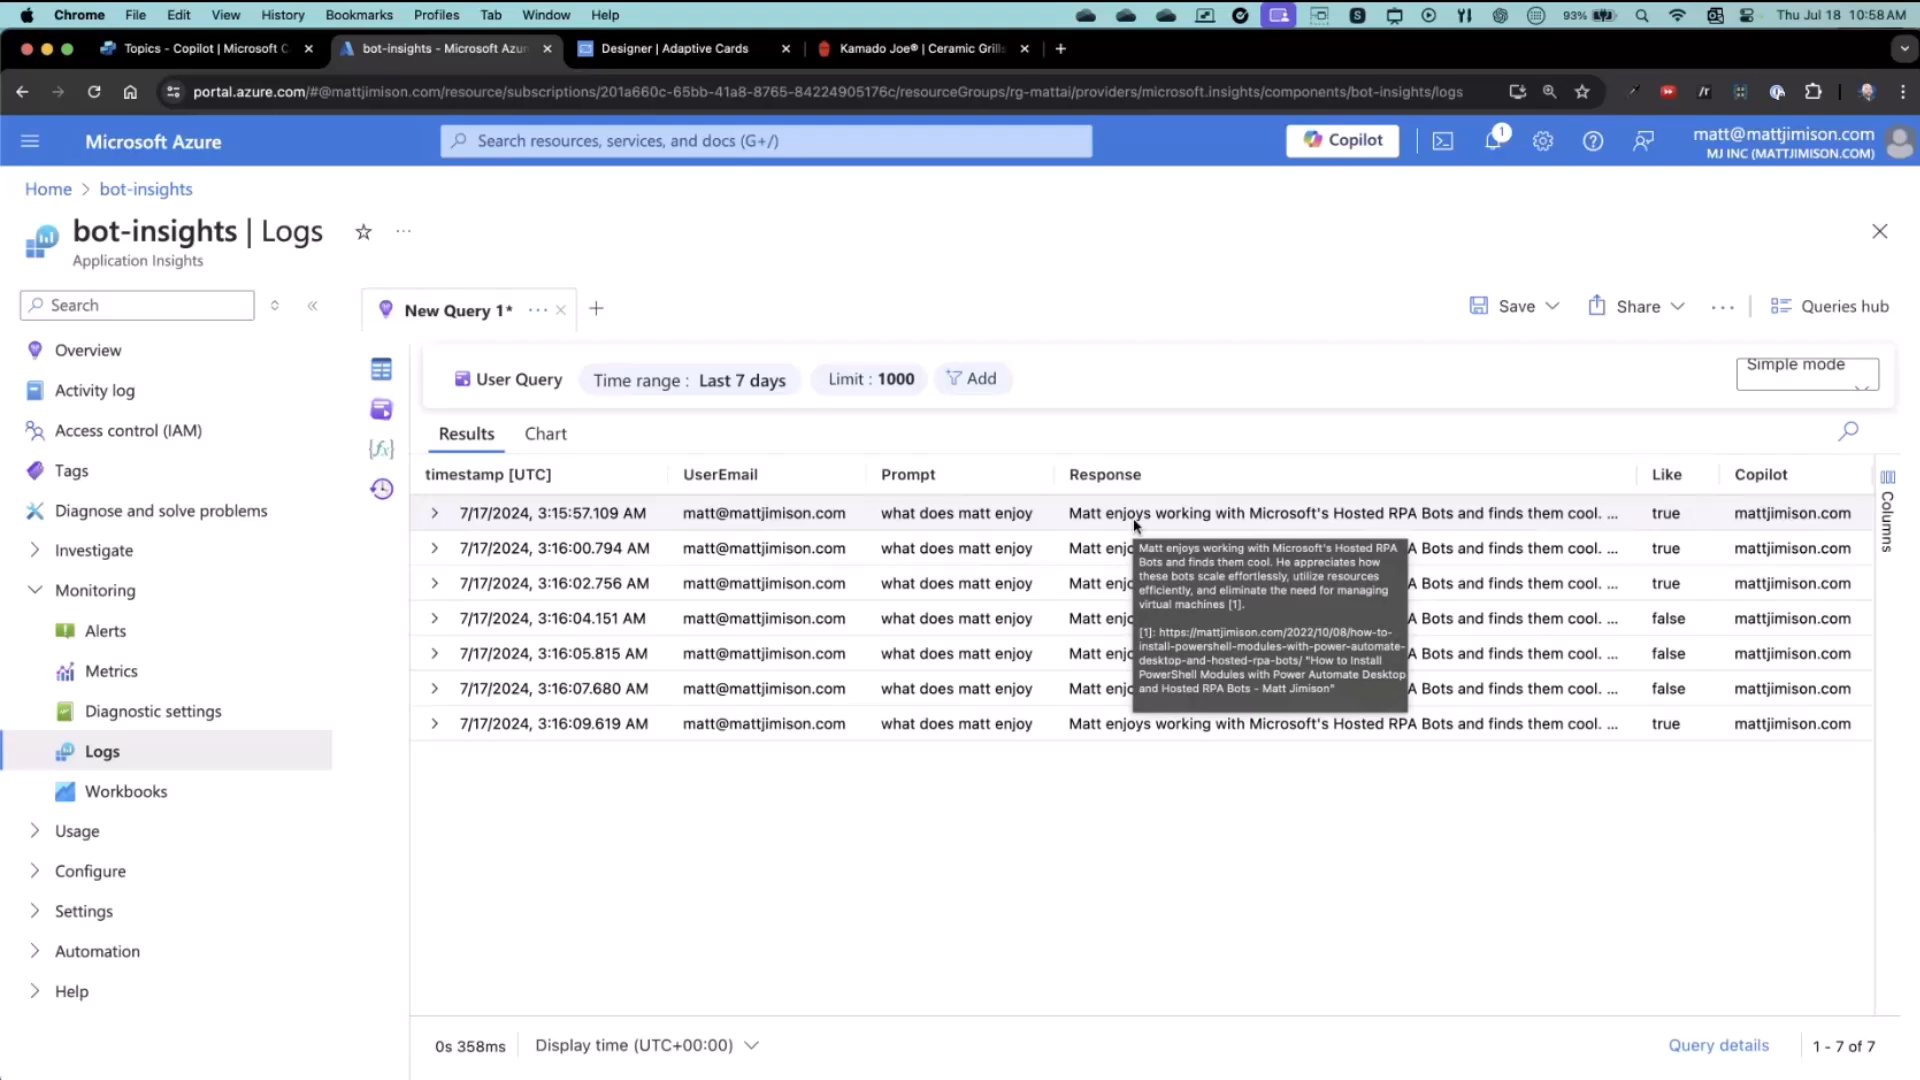 Chrome File Edit View History Bookmarks Profiles Tab Window Help 93% Thu Jul 18 10:58 AM
Topics - Copilot | Microsoft C bot-insights - Microsoft Azur Designer | Adaptive Cards Kamado Joe® | Ceramic Grills
portal.azure.com/#@mattjimison.com/resource/subscriptions/201a660c-65bb-41a8-8765-84224905176c/resourceGroups/rg-mattai/providers/microsoft.insights/components/bot-insights/logs
Microsoft Azure Search resources, services, and docs (G+/) Copilot 1 matt@mattjimison.com
MJ INC (MATTJIMISON.COM)
Home > bot-insights
bot-insights | Logs
Application Insights
Search
Overview
Activity log
Access control (IAM)
Tags
Diagnose and solve problems
Investigate
Monitoring
Alerts
Metrics
Diagnostic settings
Logs
Workbooks
Usage
Configure
Settings
Automation
Help
New Query 1* ··· Save Share ··· Queries hub
User Query Time range : Last 7 days Limit : 1000 Add Simple mode
Results Chart
timestamp [UTC] UserEmail Prompt Response Like Copilot
7/17/2024, 3:15:57.109 AM matt@mattjimison.com what does matt enjoy Matt enjoys working with Microsoft's Hosted RPA Bots and finds them cool. ... true mattjimison.com
7/17/2024, 3:16:00.794 AM matt@mattjimison.com what does matt enjoy Matt enjo A Bots and finds them cool. ... true mattjimison.com
7/17/2024, 3:16:02.756 AM matt@mattjimison.com what does matt enjoy Matt enjo A Bots and finds them cool. ... true mattjimison.com
7/17/2024, 3:16:04.151 AM matt@mattjimison.com what does matt enjoy Matt enjo A Bots and finds them cool. ... false mattjimison.com
7/17/2024, 3:16:05.815 AM matt@mattjimison.com what does matt enjoy Matt enjo A Bots and finds them cool. ... false mattjimison.com
7/17/2024, 3:16:07.680 AM matt@mattjimison.com what does matt enjoy Matt enjo A Bots and finds them cool. ... false mattjimison.com
7/17/2024, 3:16:09.619 AM matt@mattjimison.com what does matt enjoy Matt enjoys working with Microsoft's Hosted RPA Bots and finds them cool. ... true mattjimison.com
Matt enjoys working with Microsoft's Hosted RPA
Bots and finds them cool. He appreciates how
these bots scale effortlessly, utilize resources
efficiently, and eliminate the need for managing
virtual machines [1].
[1]: https://mattjimison.com/2022/10/08/how-to-
install-powershell-modules-with-power-automate-
desktop-and-hosted-rpa-bots/ "How to Install
PowerShell Modules with Power Automate Desktop
and Hosted RPA Bots - Matt Jimison"
Columns
0s 358ms Display time (UTC+00:00) Query details 1 - 7 of 7